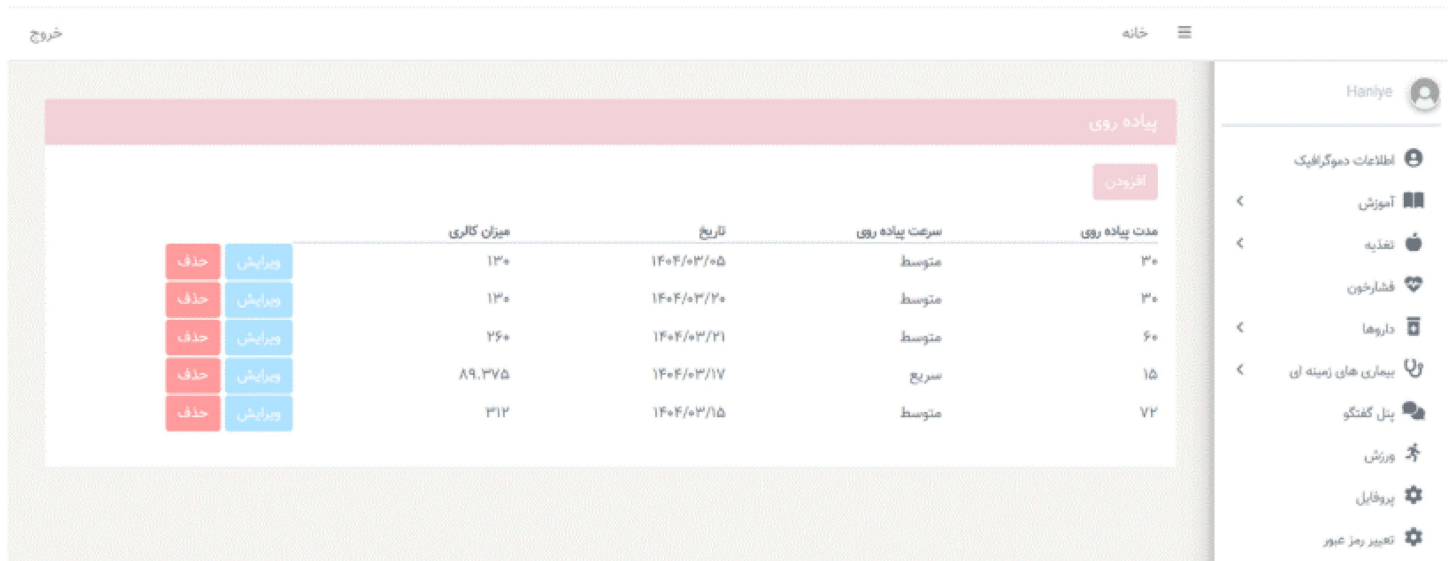 خانه خروج
Haniye
اطلاعات دموگرافیک
آموزش
تغذیه
فشارخون
داروها
بیماری های زمینه ای
پنل گفتگو
ورزش
پروفایل
تغییر رمز عبور
پیاده روی
افزودن
مدت پیاده روی سرعت پیاده روی تاریخ میزان کالری
۳۰ متوسط ۱۴۰۴/۰۳/۰۵ ۱۳۰ ویرایش حذف
۳۰ متوسط ۱۴۰۴/۰۳/۲۰ ۱۳۰ ویرایش حذف
۶۰ متوسط ۱۴۰۴/۰۳/۲۱ ۲۶۰ ویرایش حذف
۱۵ سریع ۱۴۰۴/۰۳/۱۷ ۸۹.۳۷۵ ویرایش حذف
۷۲ متوسط ۱۴۰۴/۰۳/۱۵ ۳۱۲ ویرایش حذف